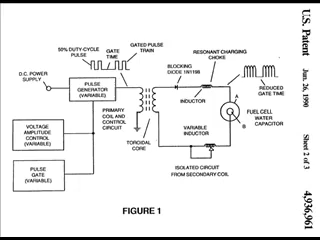 U.S. Patent
Jun. 26, 1990
Sheet 2 of 3
4,936,961
50% DUTY-CYCLE
PULSE
GATE
TIME
GATED PULSE
TRAIN
RESONANT CHARGING
CHOKE
D.C. POWER
SUPPLY
BLOCKING
DIODE 1N1198
PULSE
GENERATOR
(VARIABLE)
PRIMARY
COIL AND
CONTROL
CIRCUIT
INDUCTOR
REDUCED
GATE TIME
A
B
FUEL CELL
WATER
CAPACITOR
VOLTAGE
AMPLITUDE
CONTROL
(VARIABLE)
VARIABLE
INDUCTOR
TOROIDAL
CORE
PULSE
GATE
(VARIABLE)
ISOLATED CIRCUIT
FROM SECONDARY COIL
FIGURE 1